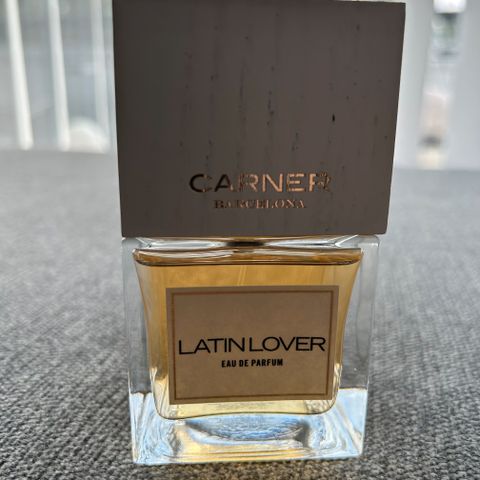 CARNER
BARCELONA
LATIN LOVER
EAU DE PARFUM